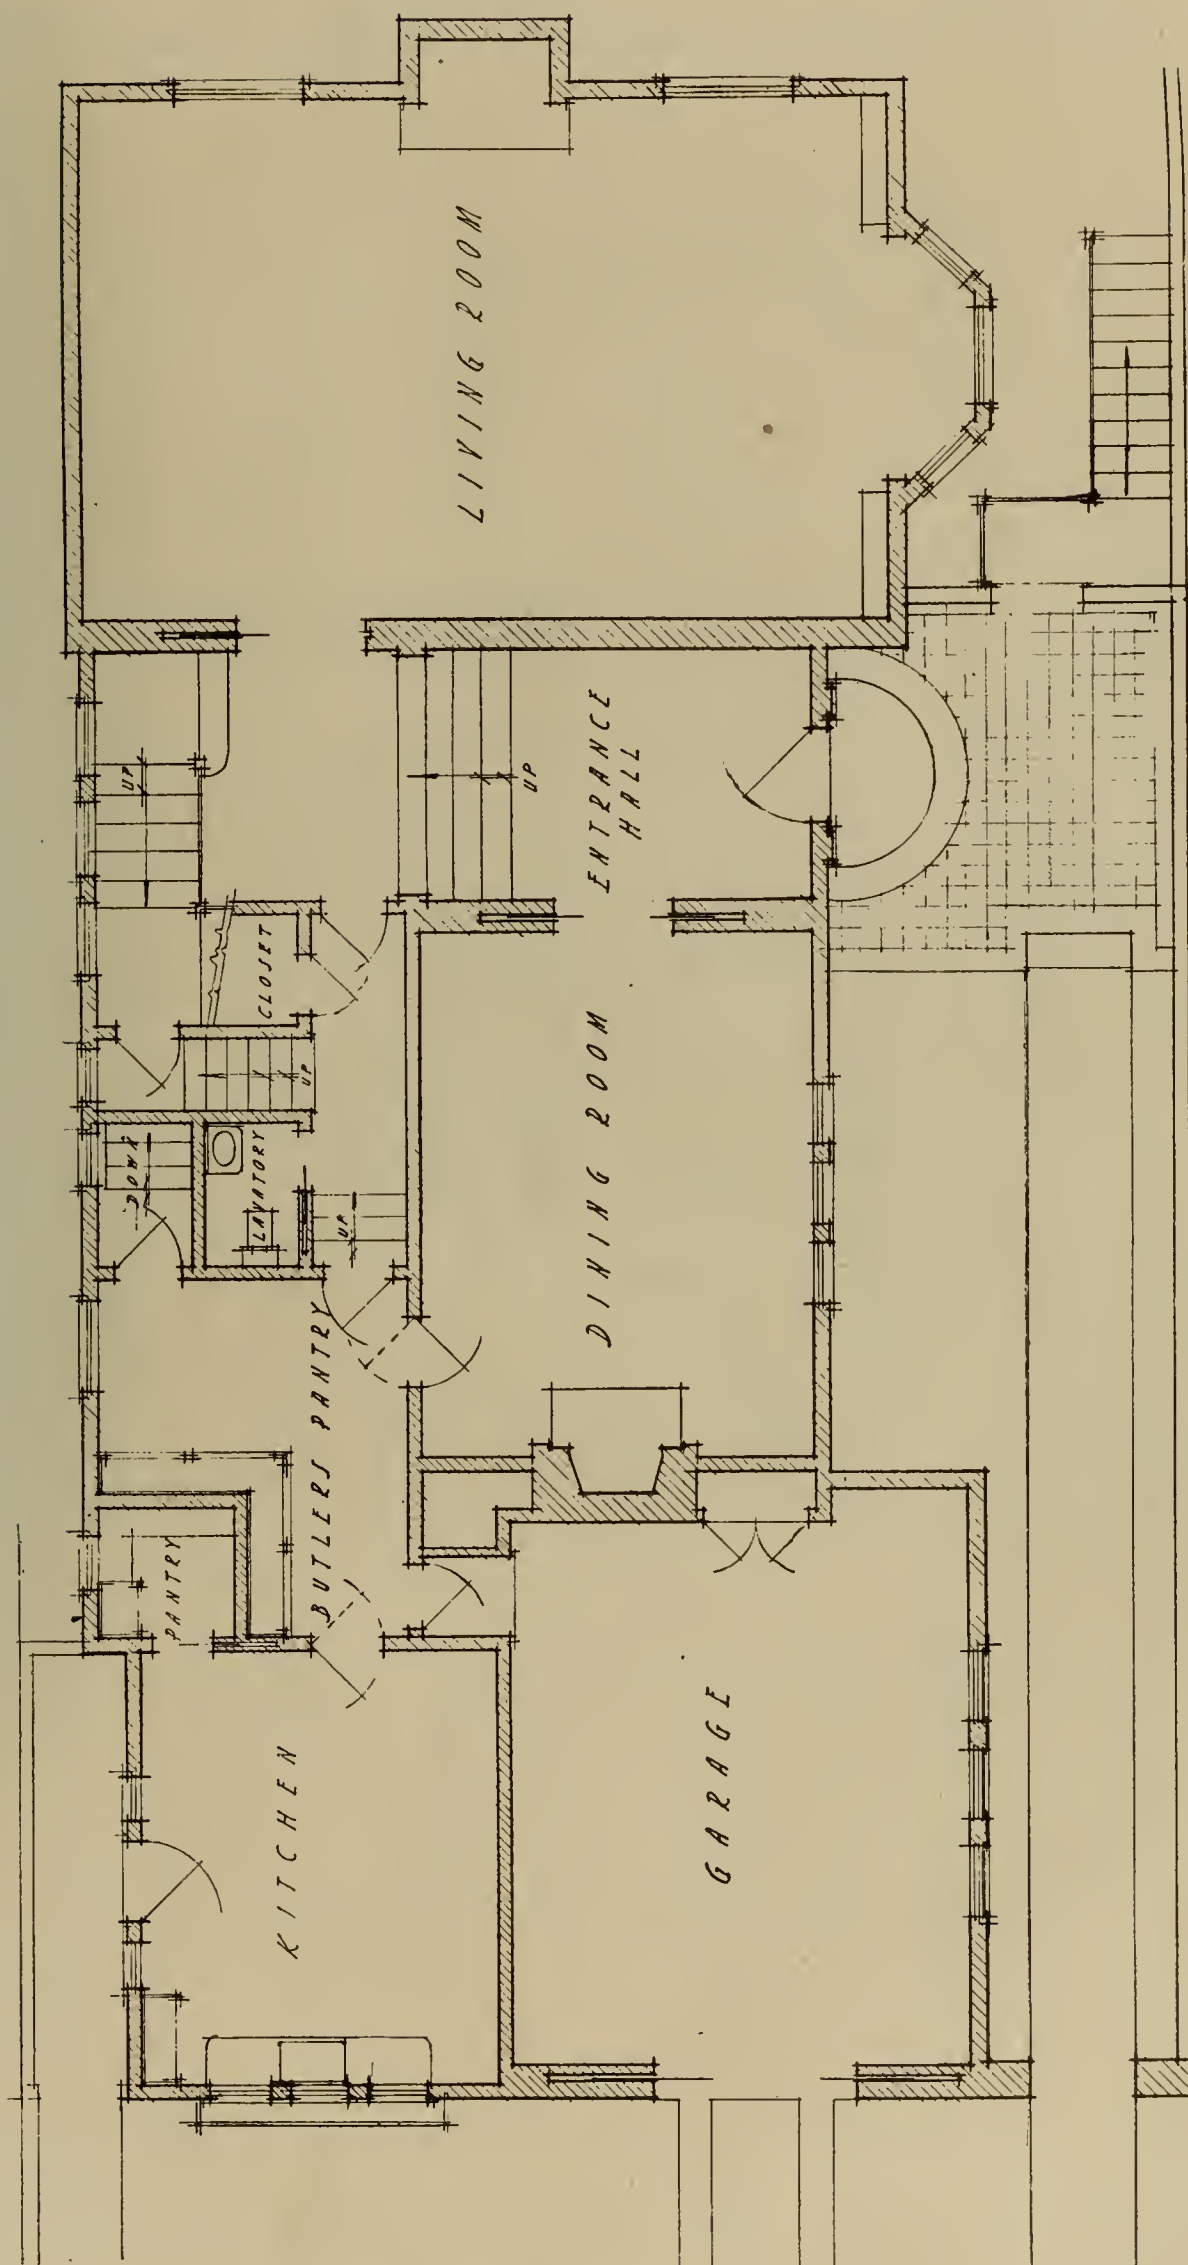 LIVING ROOM
UP
UP
ENTRANCE
HALL
CLOSET
UP
DOWN
LAVATORY
UP
DINING ROOM
BUTLERS PANTRY
PANTRY
KITCHEN
GARAGE